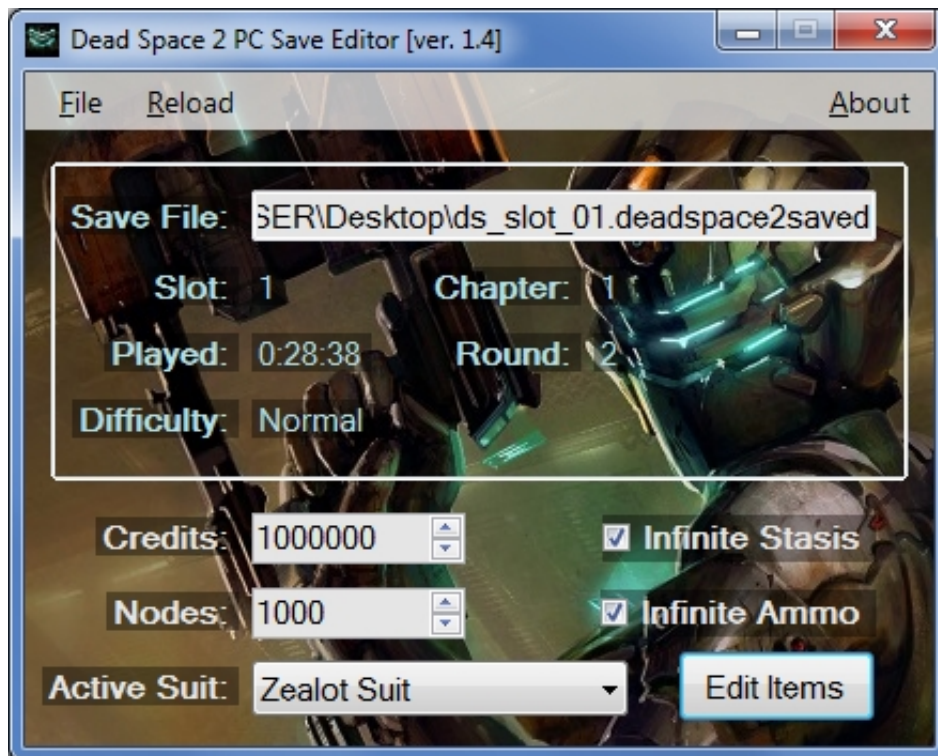 Dead Space 2 PC Save Editor [ver. 1.4]
File Reload About
Save File: SER\Desktop\ds_slot_01.deadspace2saved
Slot: 1 Chapter: 1
Played: 0:28:38 Round: 2
Difficulty: Normal
Credits: 1000000 Infinite Stasis
Nodes: 1000 Infinite Ammo
Active Suit: Zealot Suit Edit Items